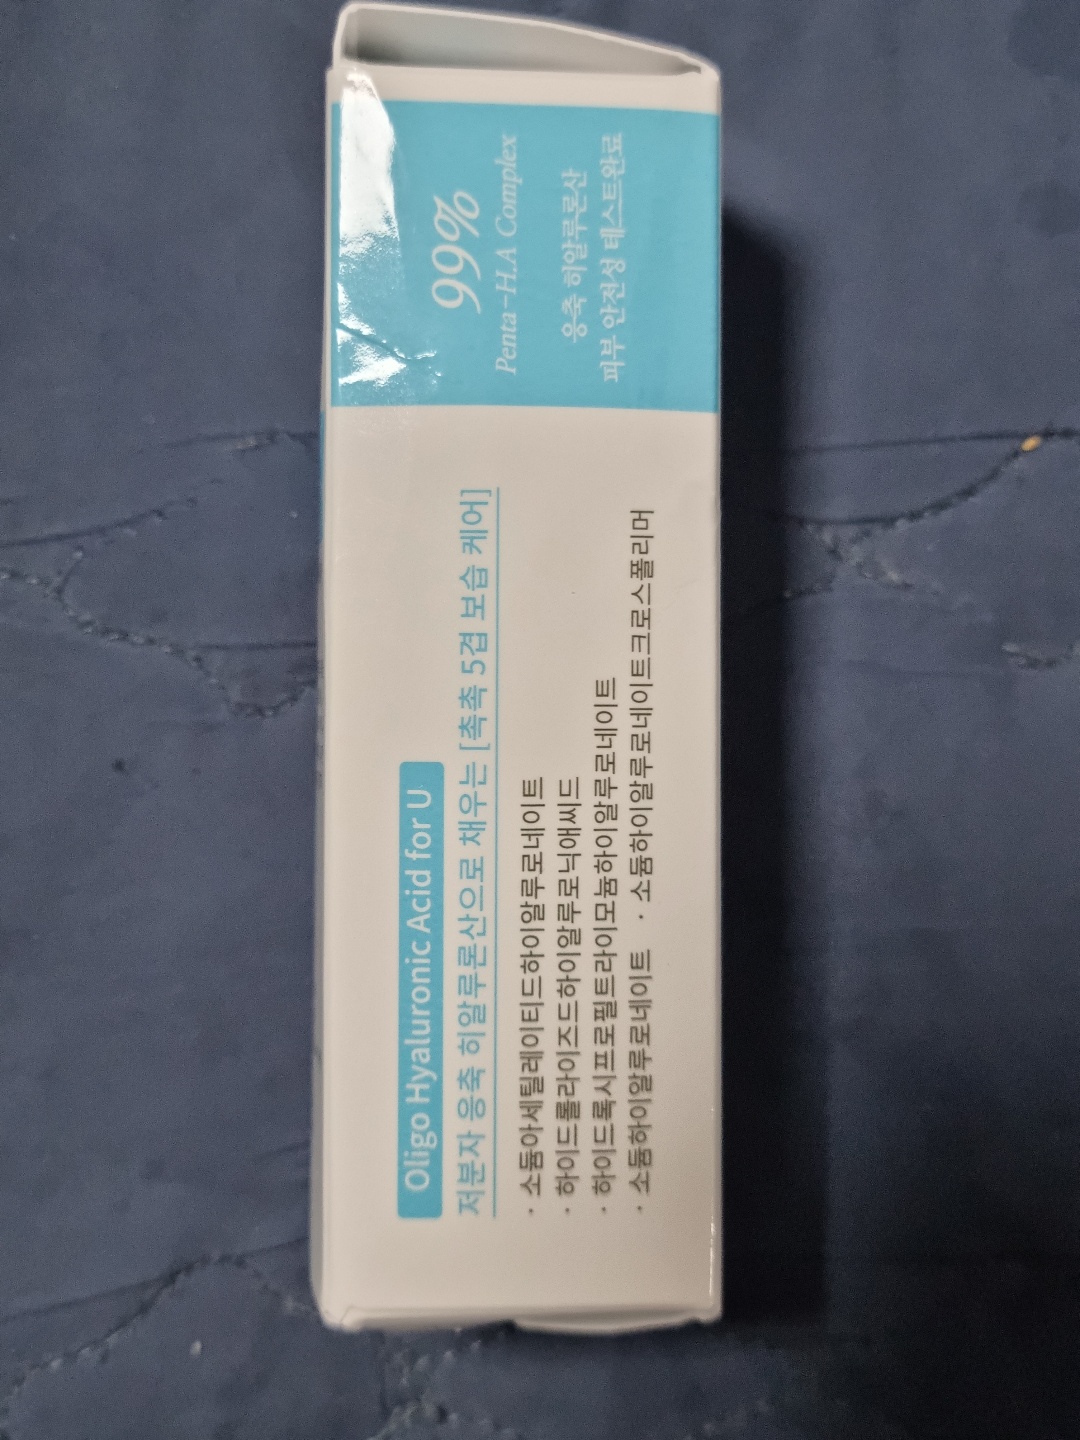 Oligo Hyaluronic Acid for U
저분자 응축 히알루론산으로 채우는 [촉촉 5겹 보습 케어]
· 소듐아세틸레이티드하이알루로네이트
· 하이드롤라이즈드하이알루로닉애씨드
· 하이드록시프로필트라이모늄하이알루로네이트
· 소듐하이알루로네이트 · 소듐하이알루로네이트크로스폴리머
99%
Penta-H.A Complex
응축 히알루론산
피부 안전성 테스트완료